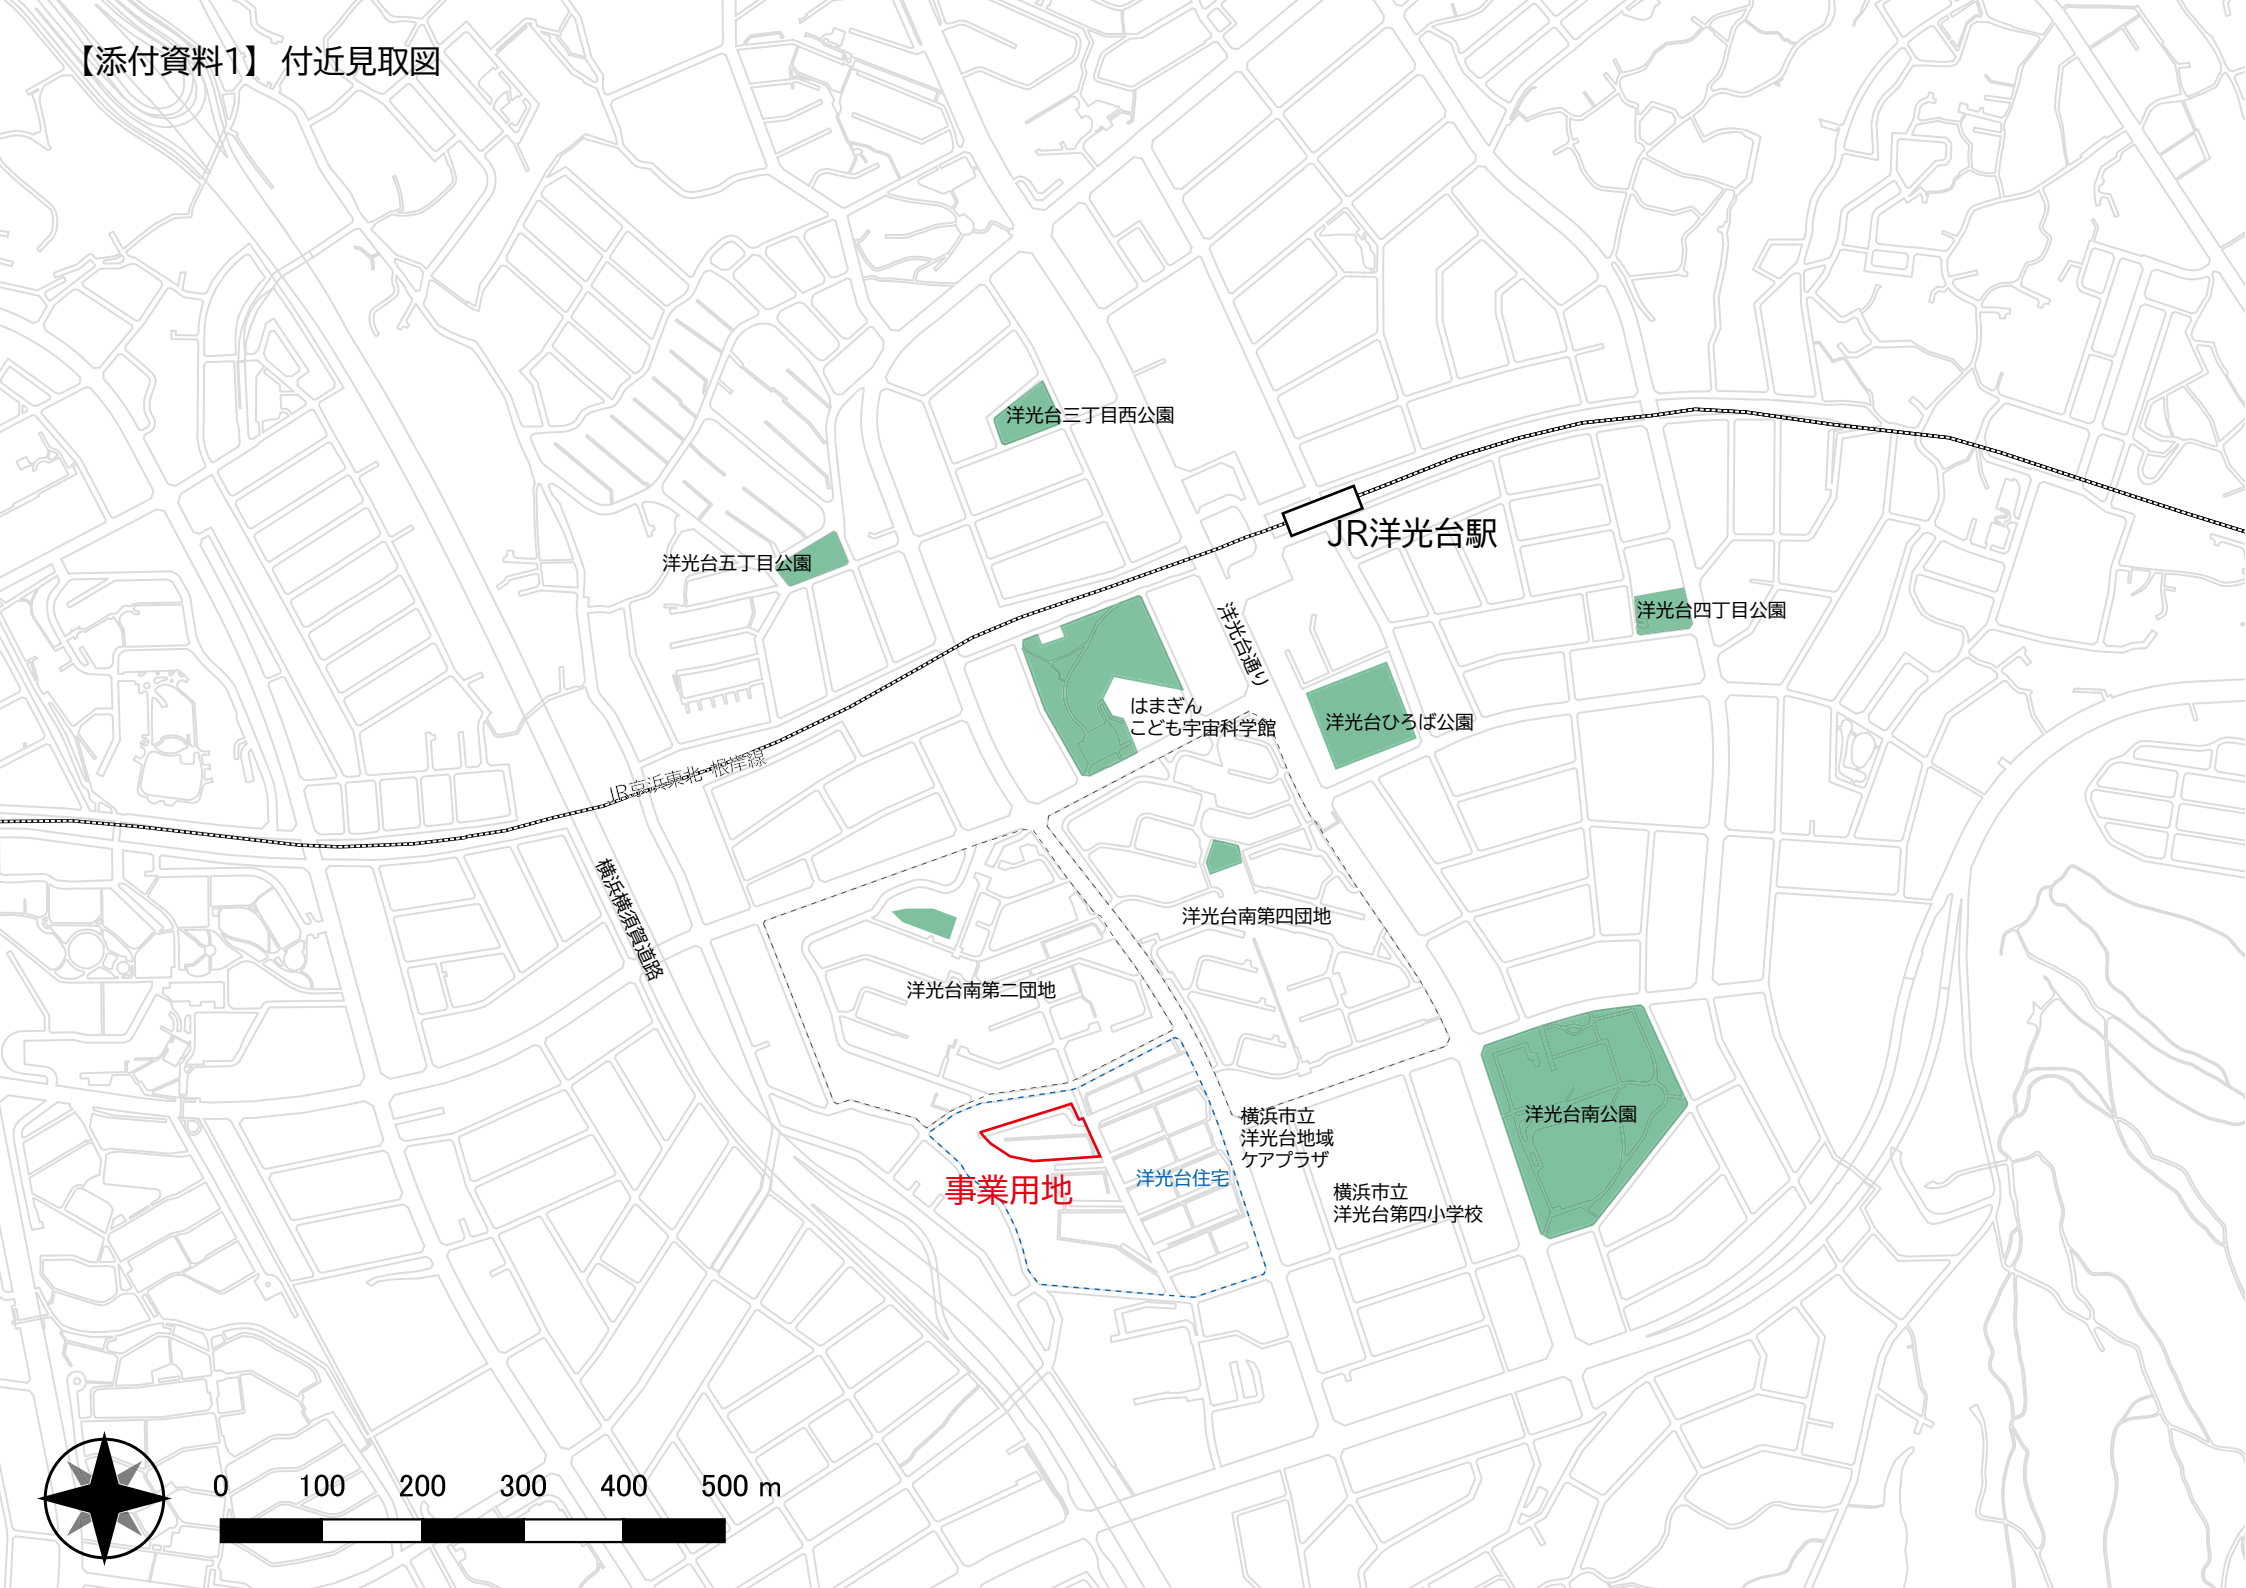 【添付資料1】付近見取図
洋光台三丁目西公園
JR洋光台駅
洋光台五丁目公園
洋光台四丁目公園
洋光台通り
はまぎん
こども宇宙科学館
洋光台ひろば公園
JR京浜東北・根岸線
横浜横須賀道路
洋光台南第四団地
洋光台南第二団地
横浜市立
洋光台地域
ケアプラザ
洋光台南公園
洋光台住宅
事業用地
横浜市立
洋光台第四小学校
0 100 200 300 400 500 m